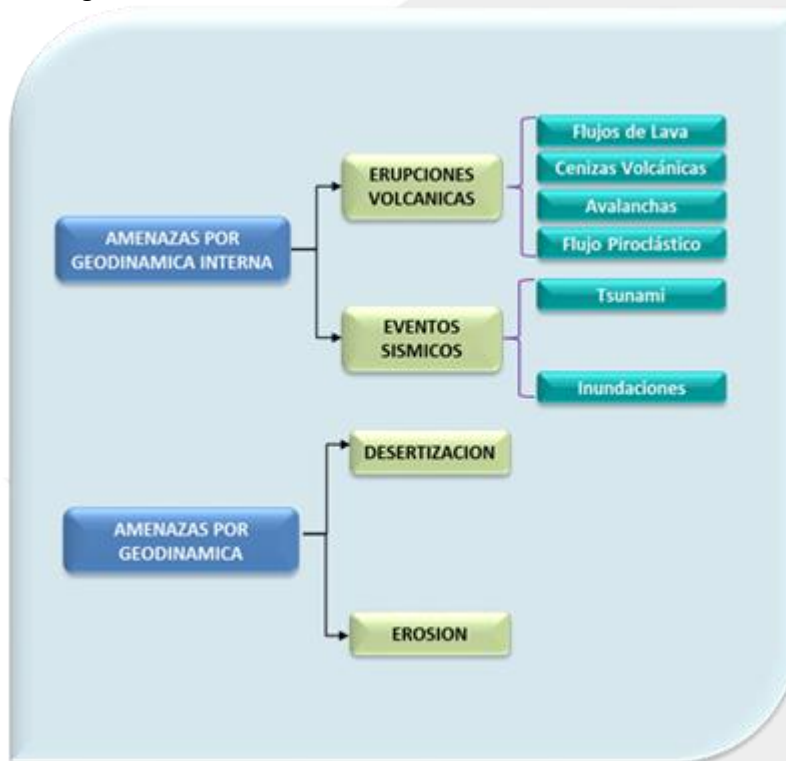 AMENAZAS POR
GEODINAMICA INTERNA
ERUPCIONES
VOLCANICAS
Flujos de Lava
Cenizas Volcánicas
Avalanchas
Flujo Piroclástico
EVENTOS
SISMICOS
Tsunami
Inundaciones
AMENAZAS POR
GEODINAMICA
DESERTIZACION
EROSION